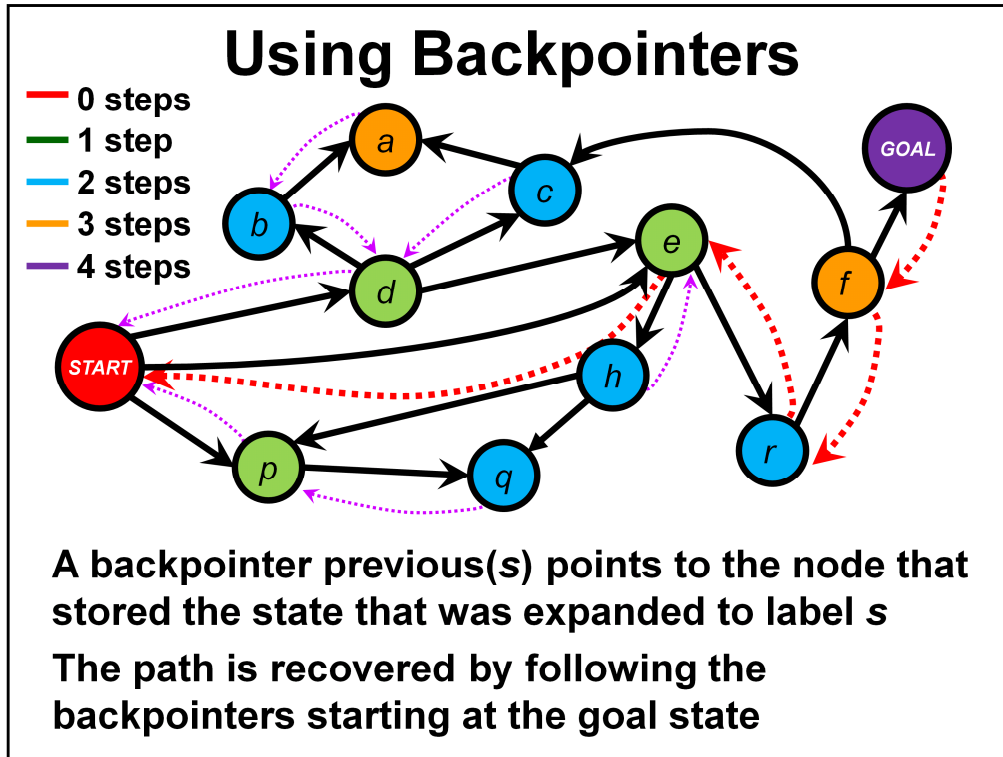 Using Backpointers
0 steps
1 step
2 steps
3 steps
4 steps
a
GOAL
c
b
e
d
f
START
h
r
p
q
A backpointer previous(s) points to the node that
stored the state that was expanded to label s
The path is recovered by following the
backpointers starting at the goal state